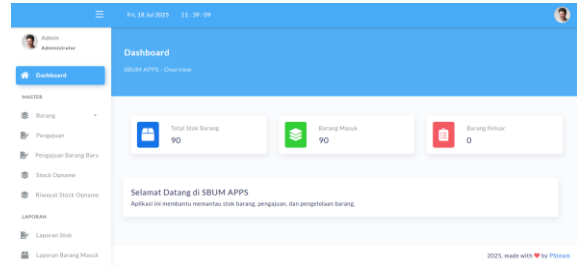 Fri, 18 Jul 2025 11 : 39 : 09
Admin
Administrator
Dashboard
MASTER
Barang
Pengajuan
Pengajuan Barang Baru
Stock Opname
Riwayat Stock Opname
LAPORAN
Laporan Stok
Laporan Barang Masuk
Dashboard
SBUM APPS - Overview
Total Stok Barang
90
Barang Masuk
90
Barang Keluar
0
Selamat Datang di SBUM APPS
Aplikasi ini membantu memantau stok barang, pengajuan, dan pengelolaan barang.
2025, made with ❤ by PSteam